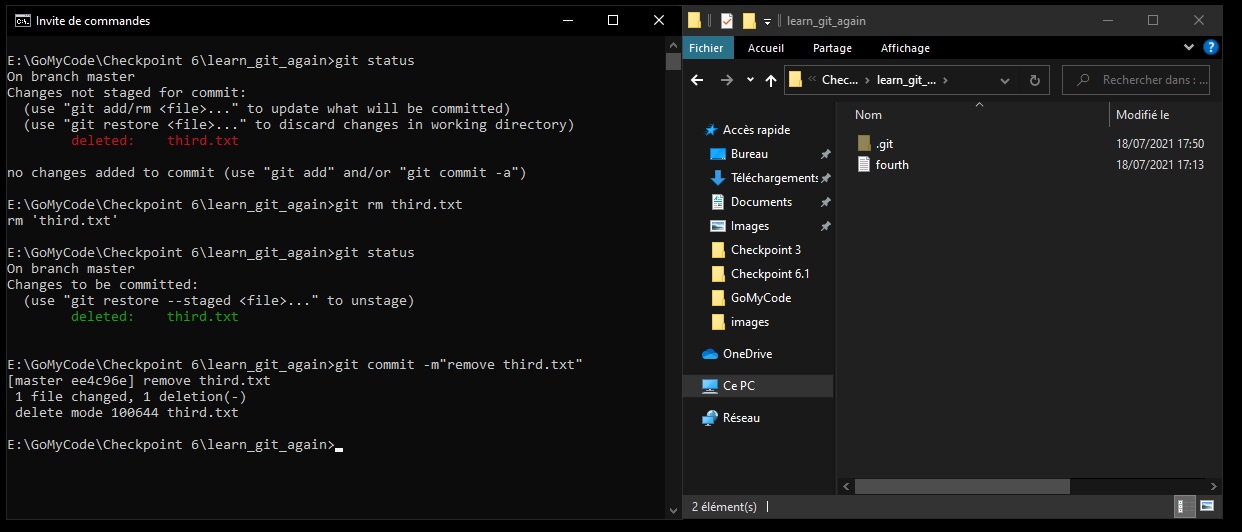 Invite de commandes
E:\GoMyCode\Checkpoint 6\learn_git_again>git status
On branch master
Changes not staged for commit:
  (use "git add/rm <file>..." to update what will be committed)
  (use "git restore <file>..." to discard changes in working directory)
        deleted:    third.txt
no changes added to commit (use "git add" and/or "git commit -a")
E:\GoMyCode\Checkpoint 6\learn_git_again>git rm third.txt
rm 'third.txt'
E:\GoMyCode\Checkpoint 6\learn_git_again>git status
On branch master
Changes to be committed:
  (use "git restore --staged <file>..." to unstage)
        deleted:    third.txt
E:\GoMyCode\Checkpoint 6\learn_git_again>git commit -m"remove third.txt"
[master ee4c96e] remove third.txt
 1 file changed, 1 deletion(-)
 delete mode 100644 third.txt
E:\GoMyCode\Checkpoint 6\learn_git_again>
learn_git_again
Fichier Accueil Partage Affichage
Chec... learn_git_... Rechercher dans : ...
Accès rapide
Bureau
Téléchargements
Documents
Images
Checkpoint 3
Checkpoint 6.1
GoMyCode
images
OneDrive
Ce PC
Réseau
Nom Modifié le
.git 18/07/2021 17:50
fourth 18/07/2021 17:13
2 élément(s)